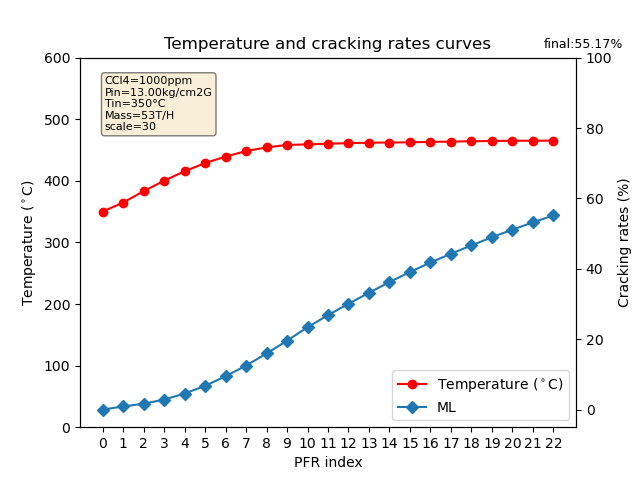 Temperature and cracking rates curves
final:55.17%
CCl4=1000ppm
Pin=13.00kg/cm2G
Tin=350°C
Mass=53T/H
scale=30
Temperature (°C)
600
500
400
300
200
100
0
Cracking rates (%)
100
80
60
40
20
0
Temperature (°C)
ML
0 1 2 3 4 5 6 7 8 9 10 11 12 13 14 15 16 17 18 19 20 21 22
PFR index